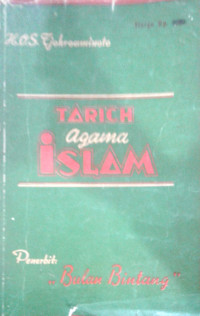 H.O.S. Tjokroaminoto
TARICH
Agama
ISLAM
Penerbit:
„Bulan Bintang"